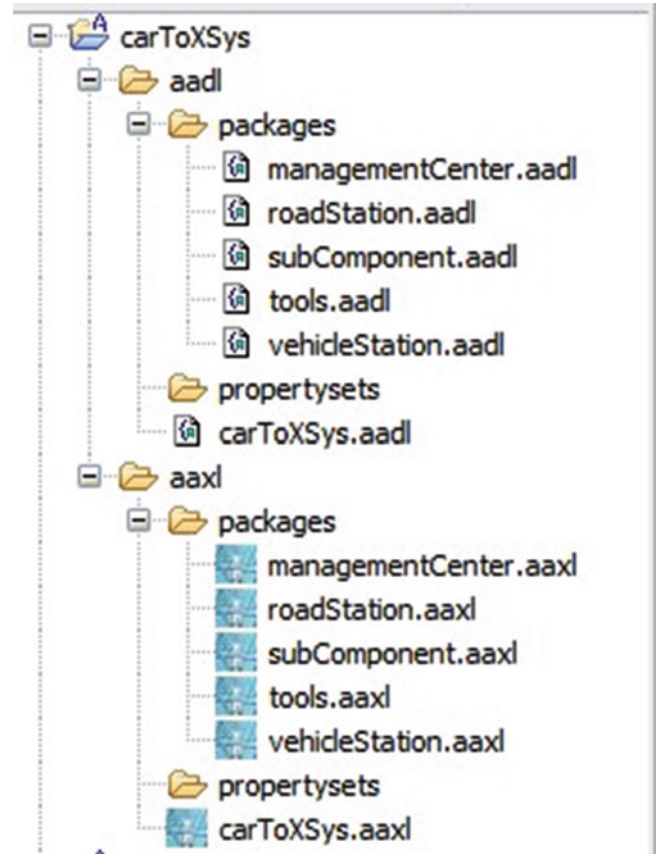 carToXSys
aadl
packages
managementCenter.aadl
roadStation.aadl
subComponent.aadl
tools.aadl
vehicleStation.aadl
propertysets
carToXSys.aadl
aaxl
packages
managementCenter.aaxl
roadStation.aaxl
subComponent.aaxl
tools.aaxl
vehicleStation.aaxl
propertysets
carToXSys.aaxl